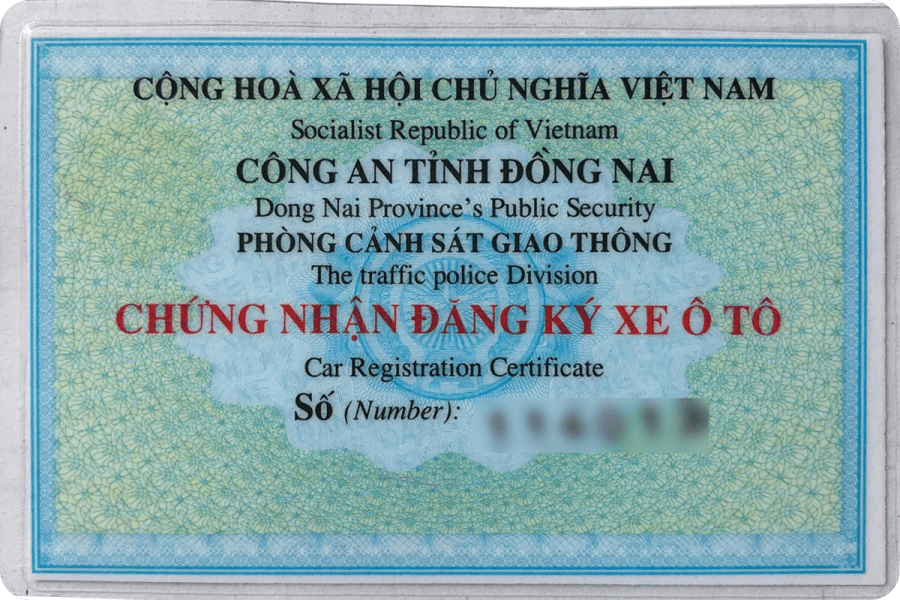 CỘNG HOÀ XÃ HỘI CHỦ NGHĨA VIỆT NAM
Socialist Republic of Vietnam
CÔNG AN TỈNH ĐỒNG NAI
Dong Nai Province's Public Security
PHÒNG CẢNH SÁT GIAO THÔNG
The traffic police Division
CHỨNG NHẬN ĐĂNG KÝ XE Ô TÔ
Car Registration Certificate
Số (Number):